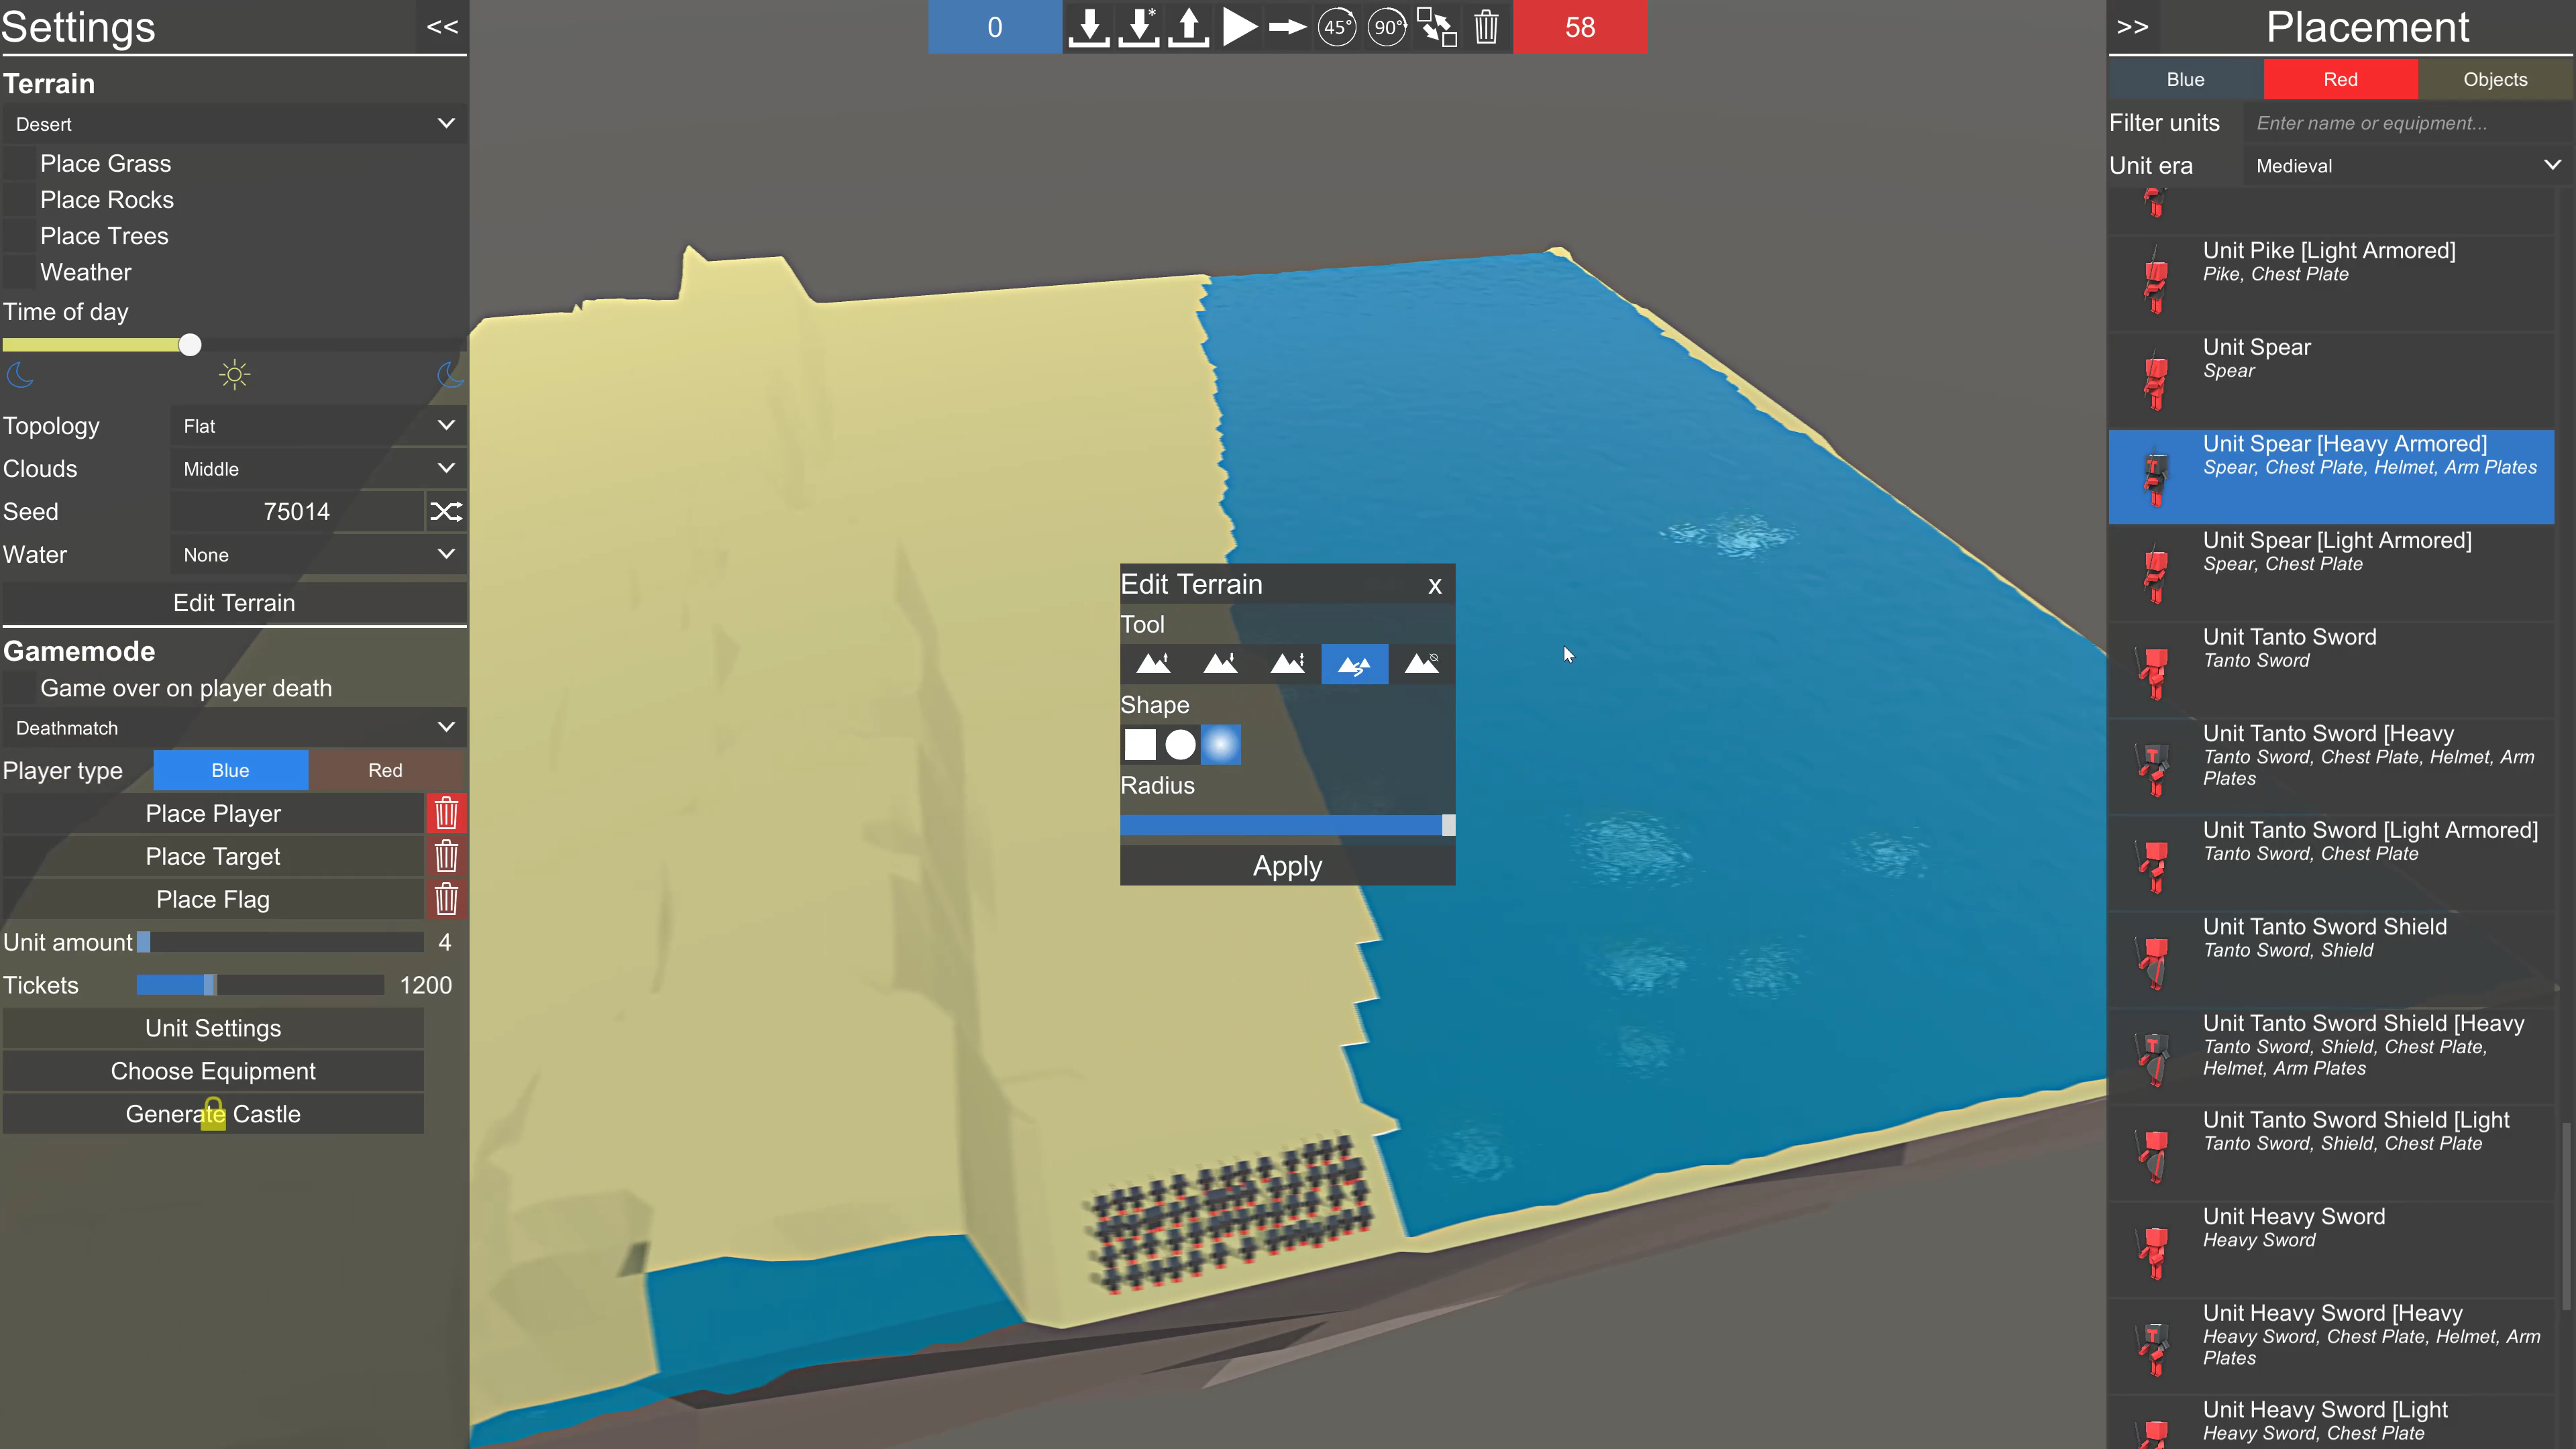 Settings
<<
Terrain
Desert
Place Grass
Place Rocks
Place Trees
Weather
Time of day
Topology
Flat
Clouds
Middle
Seed
75014
Water
None
Edit Terrain
Gamemode
Game over on player death
Deathmatch
Player type
Blue
Red
Place Player
Place Target
Place Flag
Unit amount
4
Tickets
1200
Unit Settings
Choose Equipment
Generate Castle
0
*
45°
90°
58
Edit Terrain
x
Tool
Shape
Radius
Apply
>>
Placement
Blue
Red
Objects
Filter units
Enter name or equipment...
Unit era
Medieval
Unit Pike [Light Armored]
Pike, Chest Plate
Unit Spear
Spear
Unit Spear [Heavy Armored]
Spear, Chest Plate, Helmet, Arm Plates
Unit Spear [Light Armored]
Spear, Chest Plate
Unit Tanto Sword
Tanto Sword
Unit Tanto Sword [Heavy
Tanto Sword, Chest Plate, Helmet, Arm
Plates
Unit Tanto Sword [Light Armored]
Tanto Sword, Chest Plate
Unit Tanto Sword Shield
Tanto Sword, Shield
Unit Tanto Sword Shield [Heavy
Tanto Sword, Shield, Chest Plate,
Helmet, Arm Plates
Unit Tanto Sword Shield [Light
Tanto Sword, Shield, Chest Plate
Unit Heavy Sword
Heavy Sword
Unit Heavy Sword [Heavy
Heavy Sword, Chest Plate, Helmet, Arm
Plates
Unit Heavy Sword [Light
Heavy Sword, Chest Plate